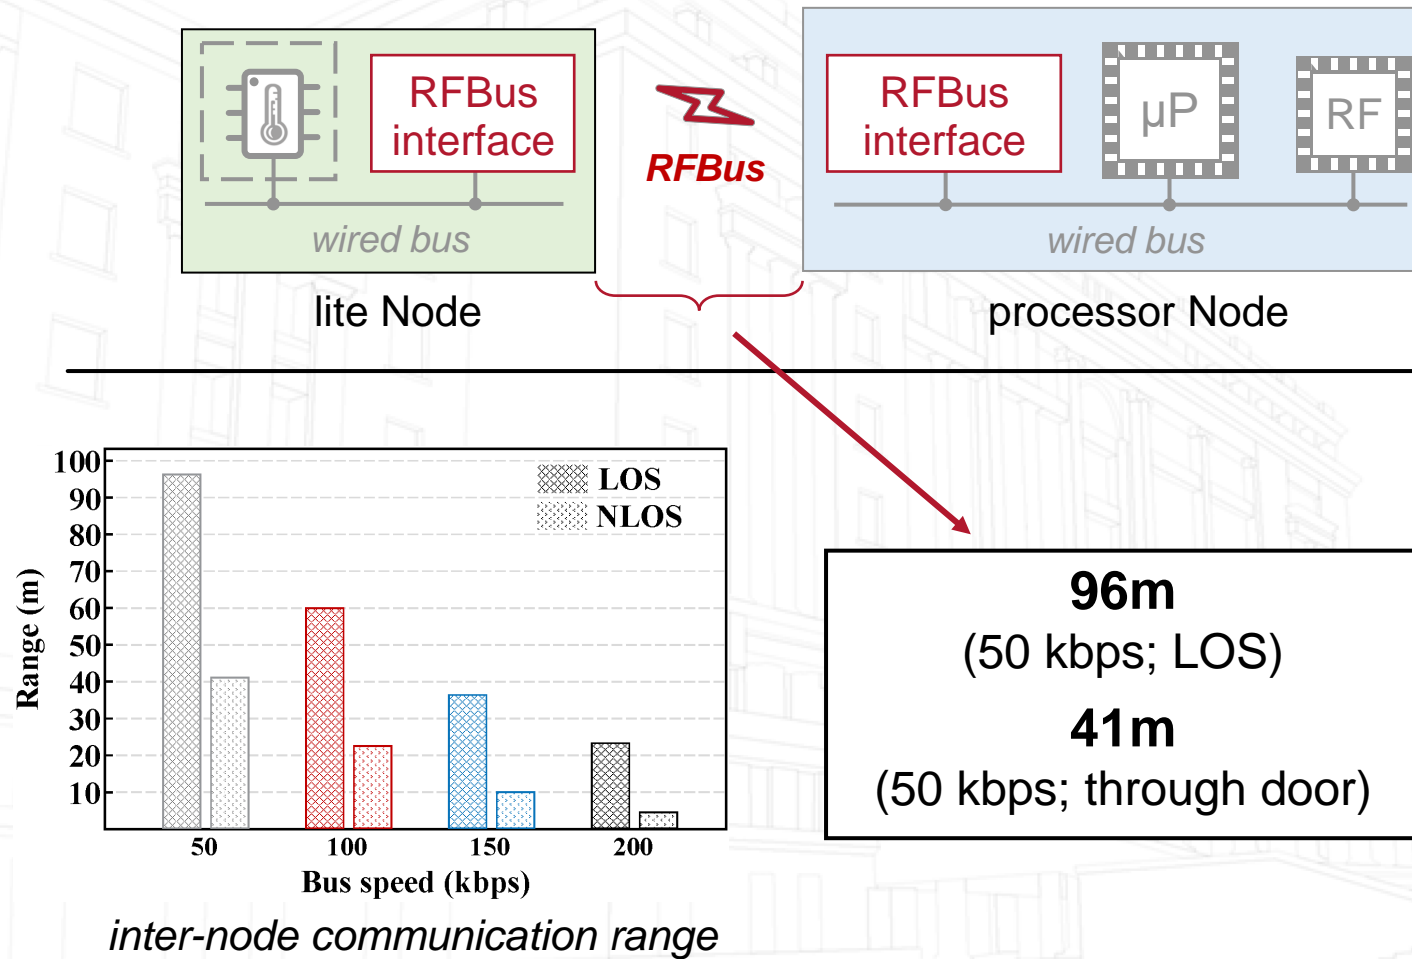 RFBus
interface
RFBus
RFBus
interface
μP
RF
wired bus
wired bus
lite Node
processor Node
100
90
80
70
60
50
40
30
20
10
Range (m)
LOS
NLOS
50 100 150 200
Bus speed (kbps)
inter-node communication range
96m
(50 kbps; LOS)
41m
(50 kbps; through door)